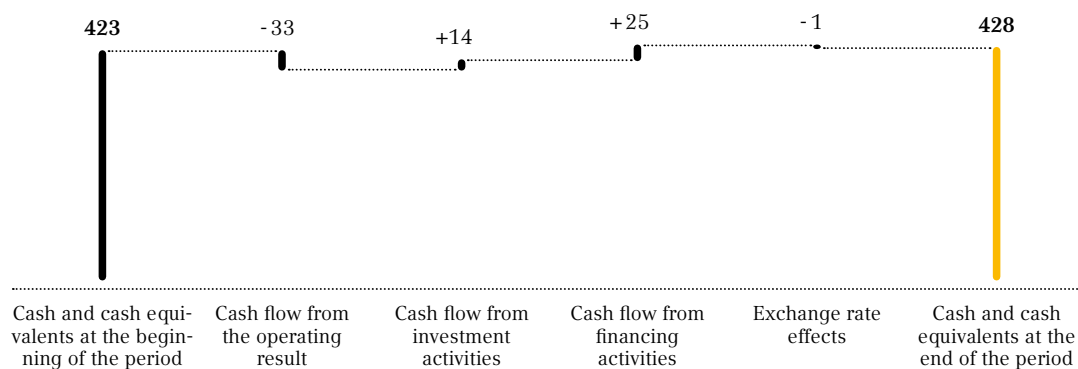 423
-33
+14
+25
-1
428
Cash and cash equi-
valents at the begin-
ning of the period
Cash flow from
the operating
result
Cash flow from
investment
activities
Cash flow from
financing
activities
Exchange rate
effects
Cash and cash
equivalents at the
end of the period